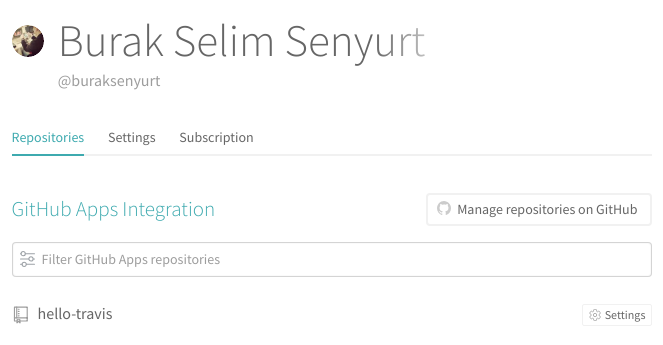 Burak Selim Senyurt
@buraksenyurt
Repositories Settings Subscription
GitHub Apps Integration
Manage repositories on GitHub
Filter GitHub Apps repositories
hello-travis
Settings